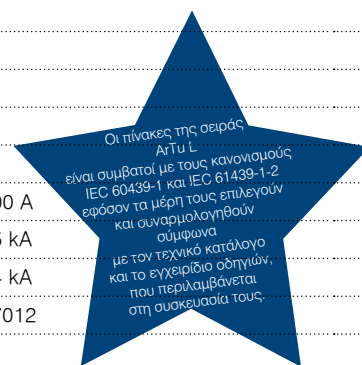 Οι πίνακες της σειράς
ArTu L
είναι συμβατοί με τους κανονισμούς
IEC 60439-1 και IEC 61439-1-2
εφόσον τα μέρη τους επιλεγούν
και συναρμολογηθούν
σύμφωνα
με τον τεχνικό κατάλογο
και το εγχειρίδιο οδηγιών,
που περιλαμβάνεται
στη συσκευασία τους.
0 A
kA
kA
7012